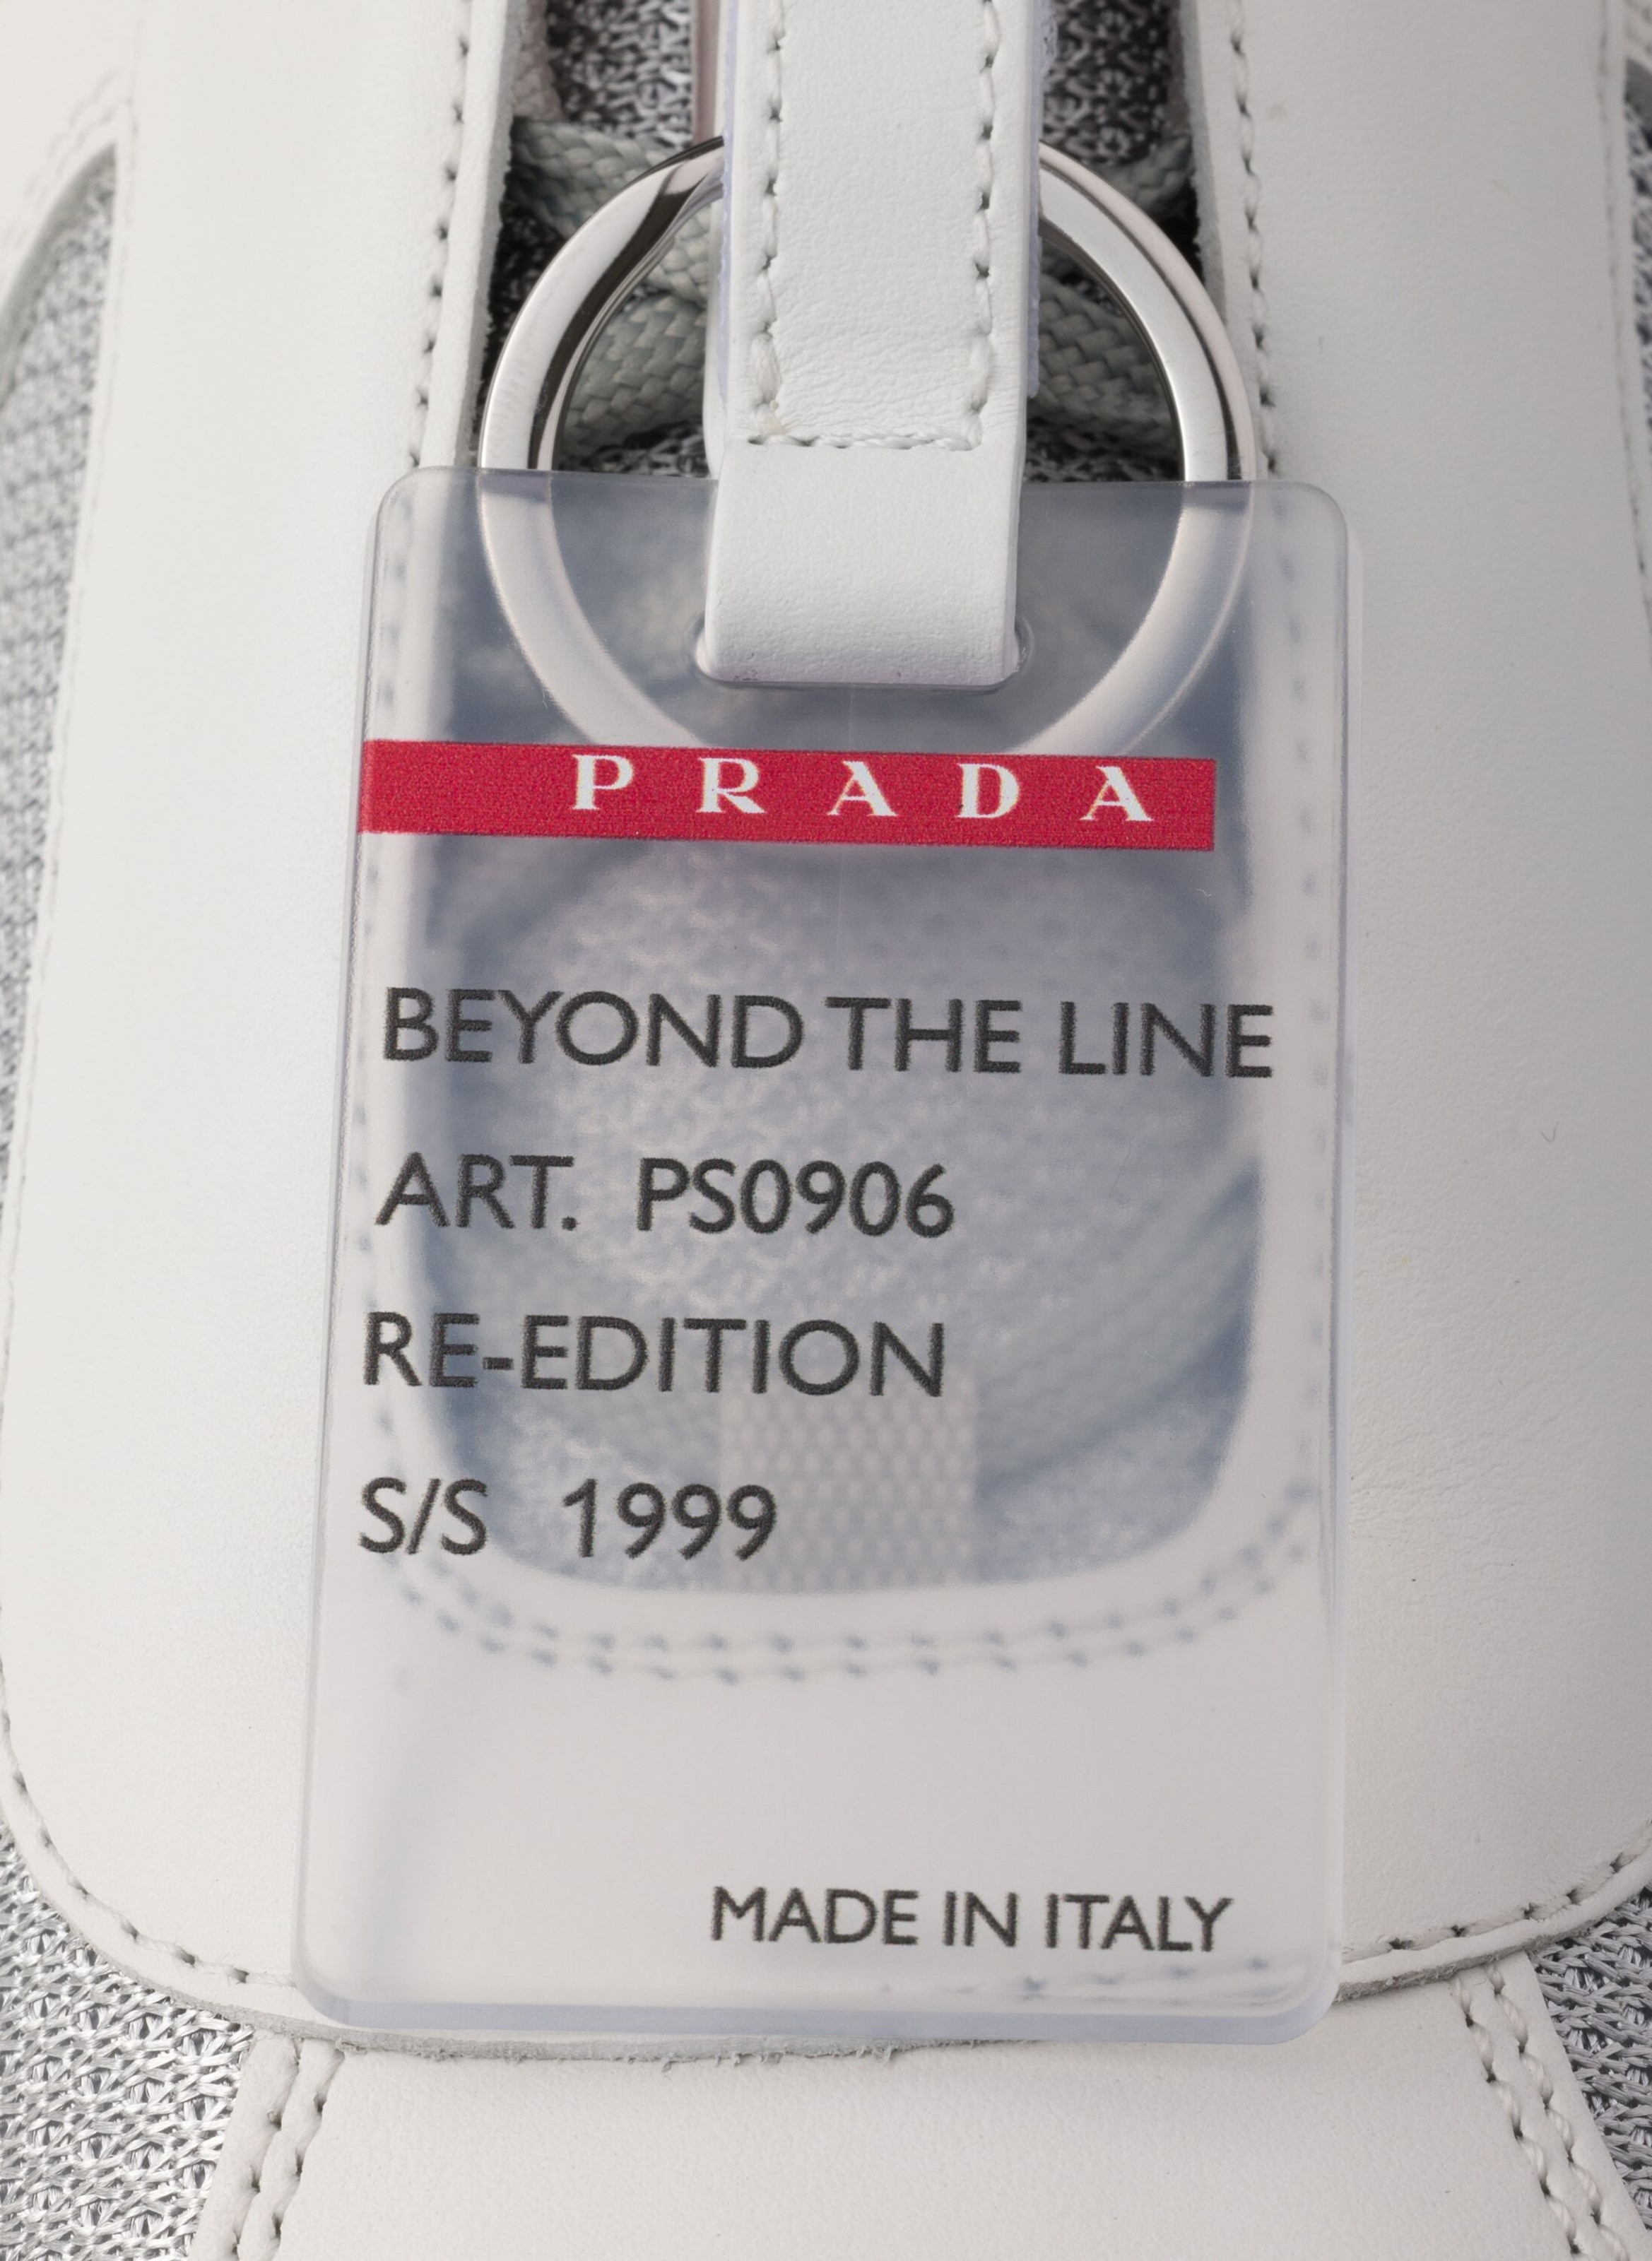 PRADA
BEYOND THE LINE
ART. PS0906
RE-EDITION
S/S 1999
MADE IN ITALY